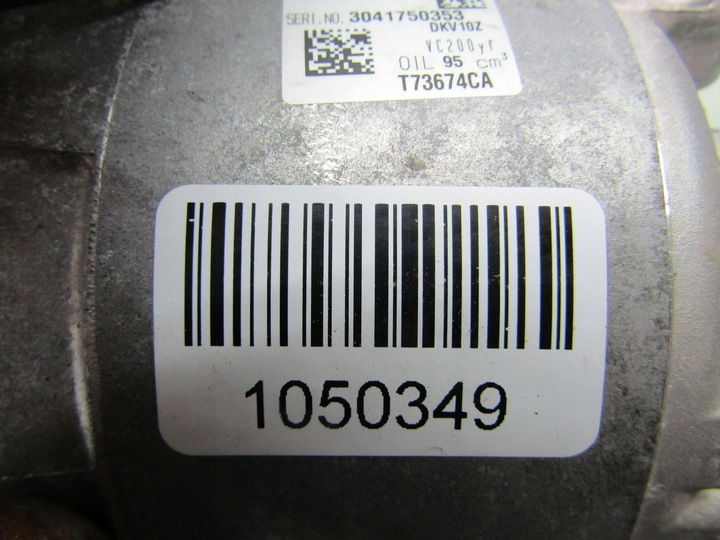 SERI.NO. 3041750353
DKV10Z
VC200yf
OIL 95 cm³
T73674CA
1050349